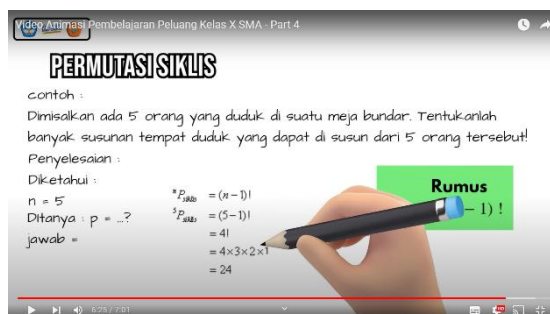 Video Animasi Pembelajaran Peluang Kelas X SMA - Part 4
PERMUTASI SIKLIS
contoh :
Dimisalkan ada 5 orang yang duduk di suatu meja bundar. Tentukanlah
banyak susunan tempat duduk yang dapat di susun dari 5 orang tersebut!
Penyelesaian :
Diketahui :
n = 5
Ditanya : p = ...?
jawab =
ⁿP_siklis = (n – 1)!
⁵P_siklis = (5 – 1)!
= 4!
= 4×3×2×1
= 24
Rumus
– 1) !
6:25 / 7:01